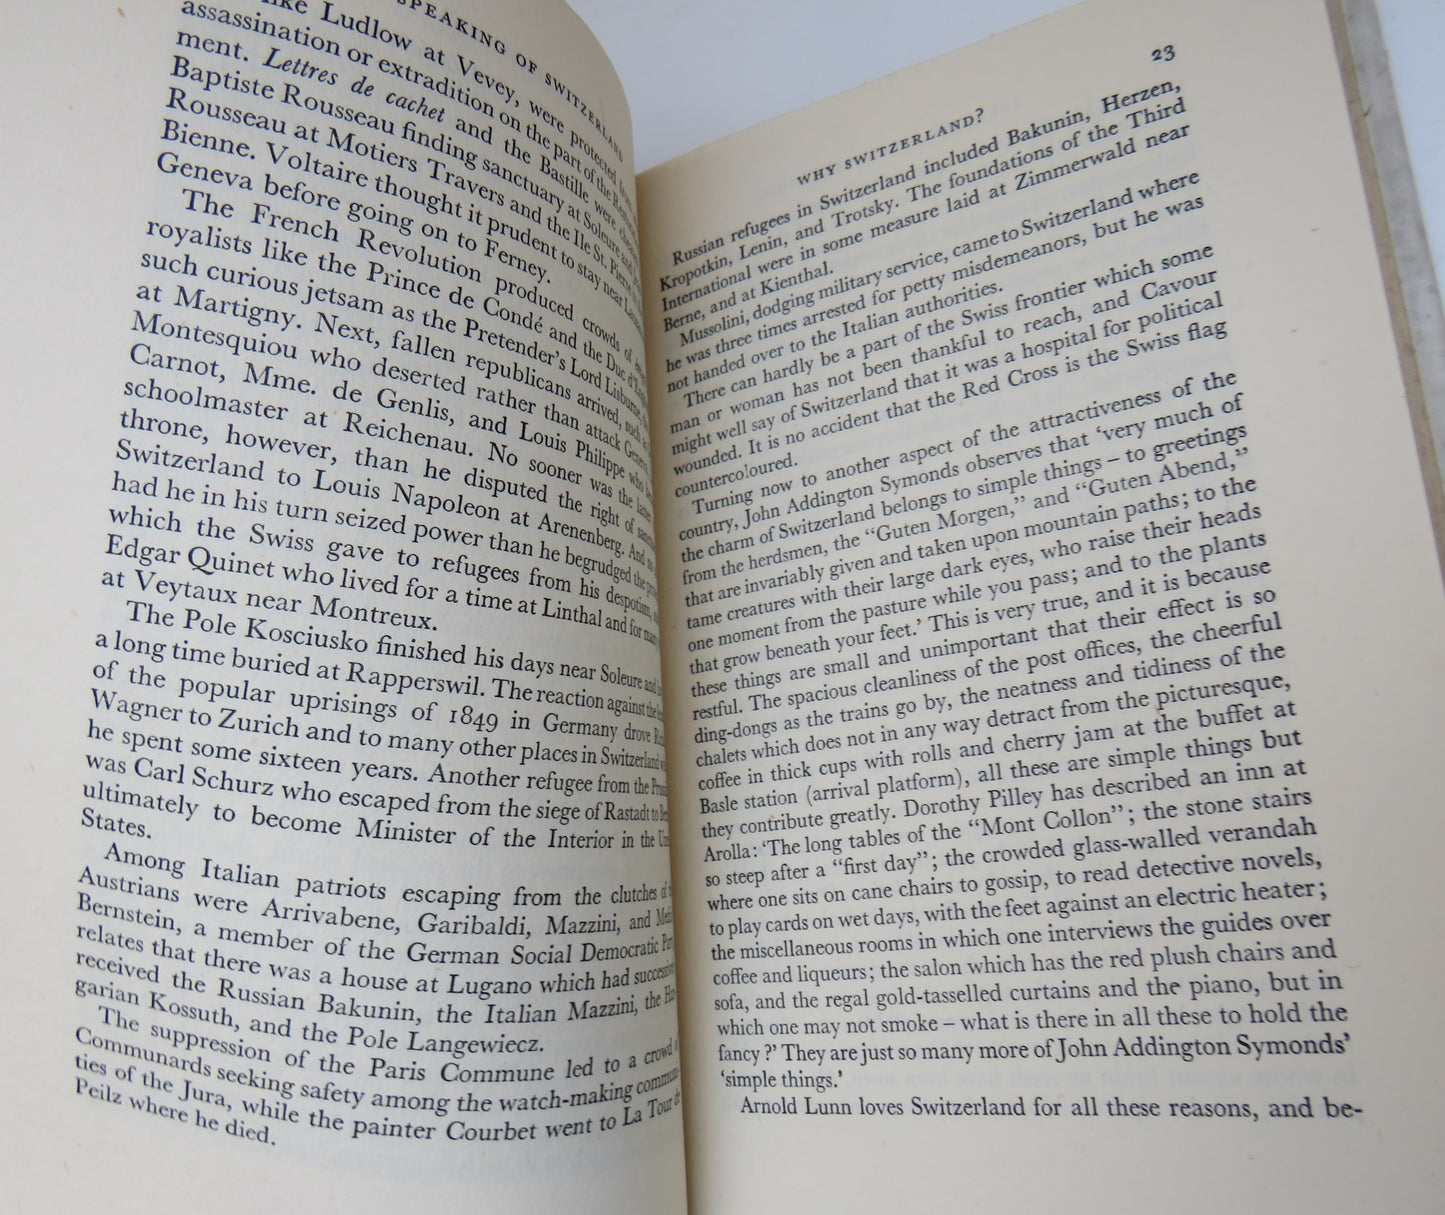 SPEAKING OF SWITZERLAND
like Ludlow at Vevey, were protected from
assassination or extradition on the part of the
ment. Lettres de cachet and the Bastille were
Baptiste Rousseau finding sanctuary at Soleure and
Rousseau at Motiers Travers and the Ile St. Pierre
Bienne. Voltaire thought it prudent to stay near
Geneva before going on to Ferney.
The French Revolution produced crowds of
royalists like the Prince de Condé and the Duc
such curious jetsam as the Pretender's Lord Lisburne,
at Martigny. Next, fallen republicans arrived, such as
Montesquiou who deserted rather than attack Geneva,
Carnot, Mme. de Genlis, and Louis Philippe who
schoolmaster at Reichenau. No sooner was the latter
throne, however, than he disputed the right of
Switzerland to Louis Napoleon at Arenenberg. And no
had he in his turn seized power than he begrudged the
which the Swiss gave to refugees from his despotism,
Edgar Quinet who lived for a time at Linthal and for many
at Veytaux near Montreux.
The Pole Kosciusko finished his days near Soleure and
a long time buried at Rapperswil. The reaction against the
of the popular uprisings of 1849 in Germany drove
Wagner to Zurich and to many other places in Switzerland
he spent some sixteen years. Another refugee from the
was Carl Schurz who escaped from the siege of Rastadt to
ultimately to become Minister of the Interior in the
States.
Among Italian patriots escaping from the clutches of
Austrians were Arrivabene, Garibaldi, Mazzini, and
Bernstein, a member of the German Social Democratic
relates that there was a house at Lugano which had
received the Russian Bakunin, the Italian Mazzini, the
garian Kossuth, and the Pole Langewiecz.
The suppression of the Paris Commune led to a crowd
Communards seeking safety among the watch-making
ties of the Jura, while the painter Courbet went to La Tour de
Peilz where he died.
WHY SWITZERLAND? 23
Russian refugees in Switzerland included Bakunin, Herzen,
Kropotkin, Lenin, and Trotsky. The foundations of the Third
International were in some measure laid at Zimmerwald near
Berne, and at Kienthal.
Mussolini, dodging military service, came to Switzerland where
he was three times arrested for petty misdemeanors, but he was
not handed over to the Italian authorities.
There can hardly be a part of the Swiss frontier which some
man or woman has not been thankful to reach, and Cavour
might well say of Switzerland that it was a hospital for political
wounded. It is no accident that the Red Cross is the Swiss flag
countercoloured.
Turning now to another aspect of the attractiveness of the
country, John Addington Symonds observes that 'very much of
the charm of Switzerland belongs to simple things – to greetings
from the herdsmen, the "Guten Morgen," and "Guten Abend,"
that are invariably given and taken upon mountain paths; to the
tame creatures with their large dark eyes, who raise their heads
one moment from the pasture while you pass; and to the plants
that grow beneath your feet.' This is very true, and it is because
these things are small and unimportant that their effect is so
restful. The spacious cleanliness of the post offices, the cheerful
ding-dongs as the trains go by, the neatness and tidiness of the
chalets which does not in any way detract from the picturesque,
coffee in thick cups with rolls and cherry jam at the buffet at
Basle station (arrival platform), all these are simple things but
they contribute greatly. Dorothy Pilley has described an inn at
Arolla: 'The long tables of the "Mont Collon"; the stone stairs
so steep after a "first day"; the crowded glass-walled verandah
where one sits on cane chairs to gossip, to read detective novels,
to play cards on wet days, with the feet against an electric heater;
the miscellaneous rooms in which one interviews the guides over
coffee and liqueurs; the salon which has the red plush chairs and
sofa, and the regal gold-tasselled curtains and the piano, but in
which one may not smoke – what is there in all these to hold the
fancy?' They are just so many more of John Addington Symonds'
'simple things.'
Arnold Lunn loves Switzerland for all these reasons, and be-